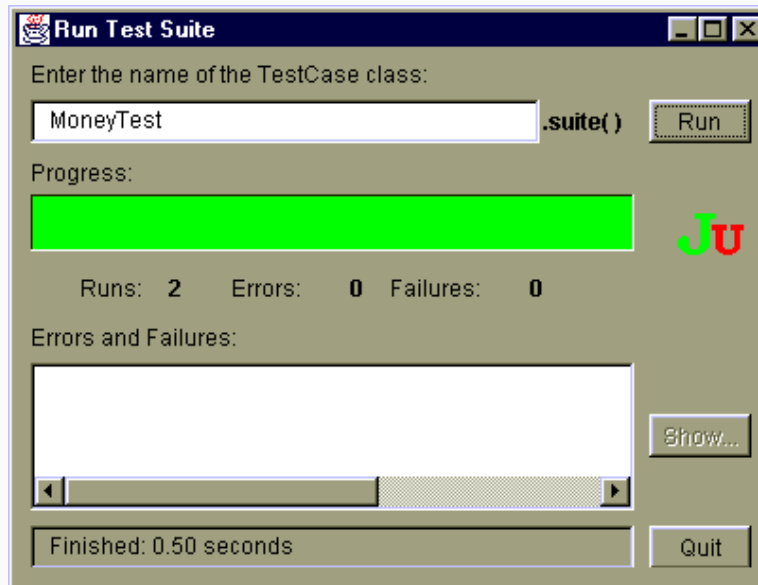 Run Test Suite
Enter the name of the TestCase class:
MoneyTest .suite( ) Run
Progress:
JU
Runs: 2 Errors: 0 Failures: 0
Errors and Failures:
Show...
Finished: 0.50 seconds Quit